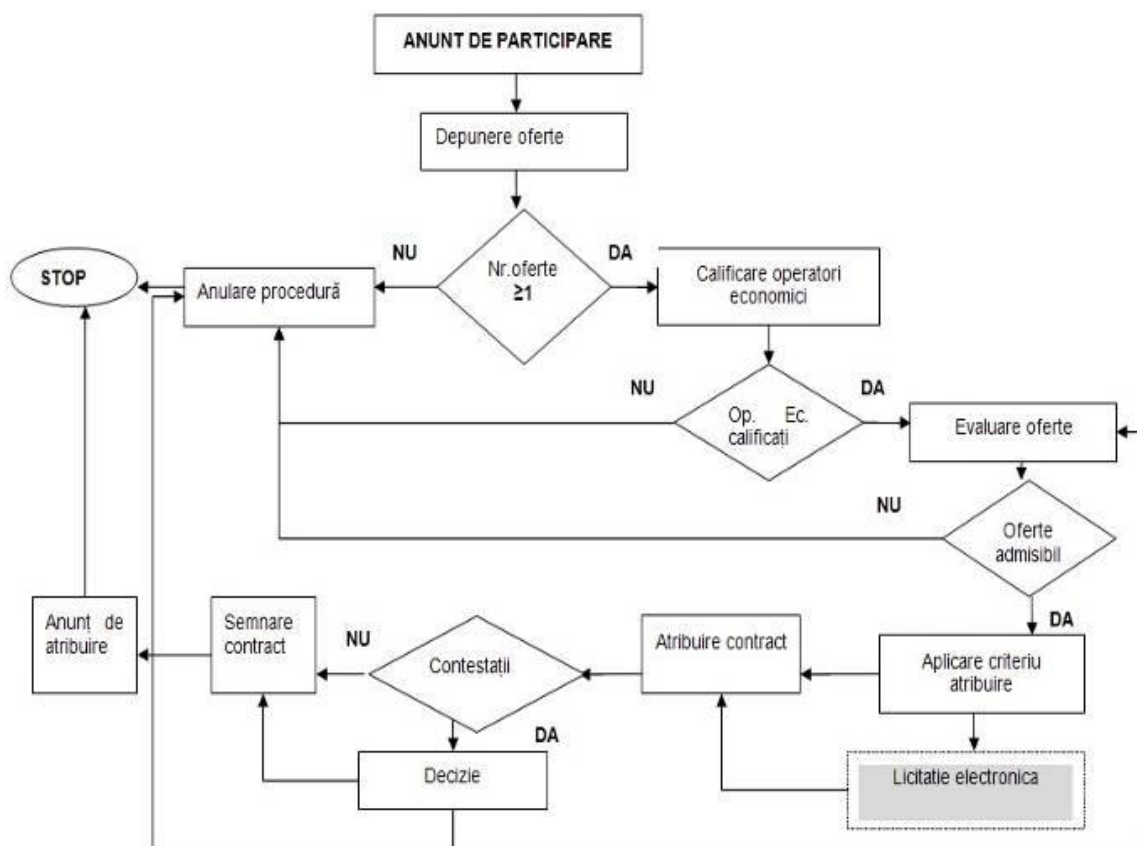 ANUNT DE PARTICIPARE
Depunere oferte
NU
DA
Nr.oferte
≥1
STOP
Anulare procedură
Calificare operatori
economici
NU
DA
Op. Ec.
calificați
Evaluare oferte
NU
Oferte
admisibil
DA
Anunț de
atribuire
Semnare
contract
NU
Contestații
Atribuire contract
Aplicare criteriu
atribuire
DA
Decizie
Licitatie electronica